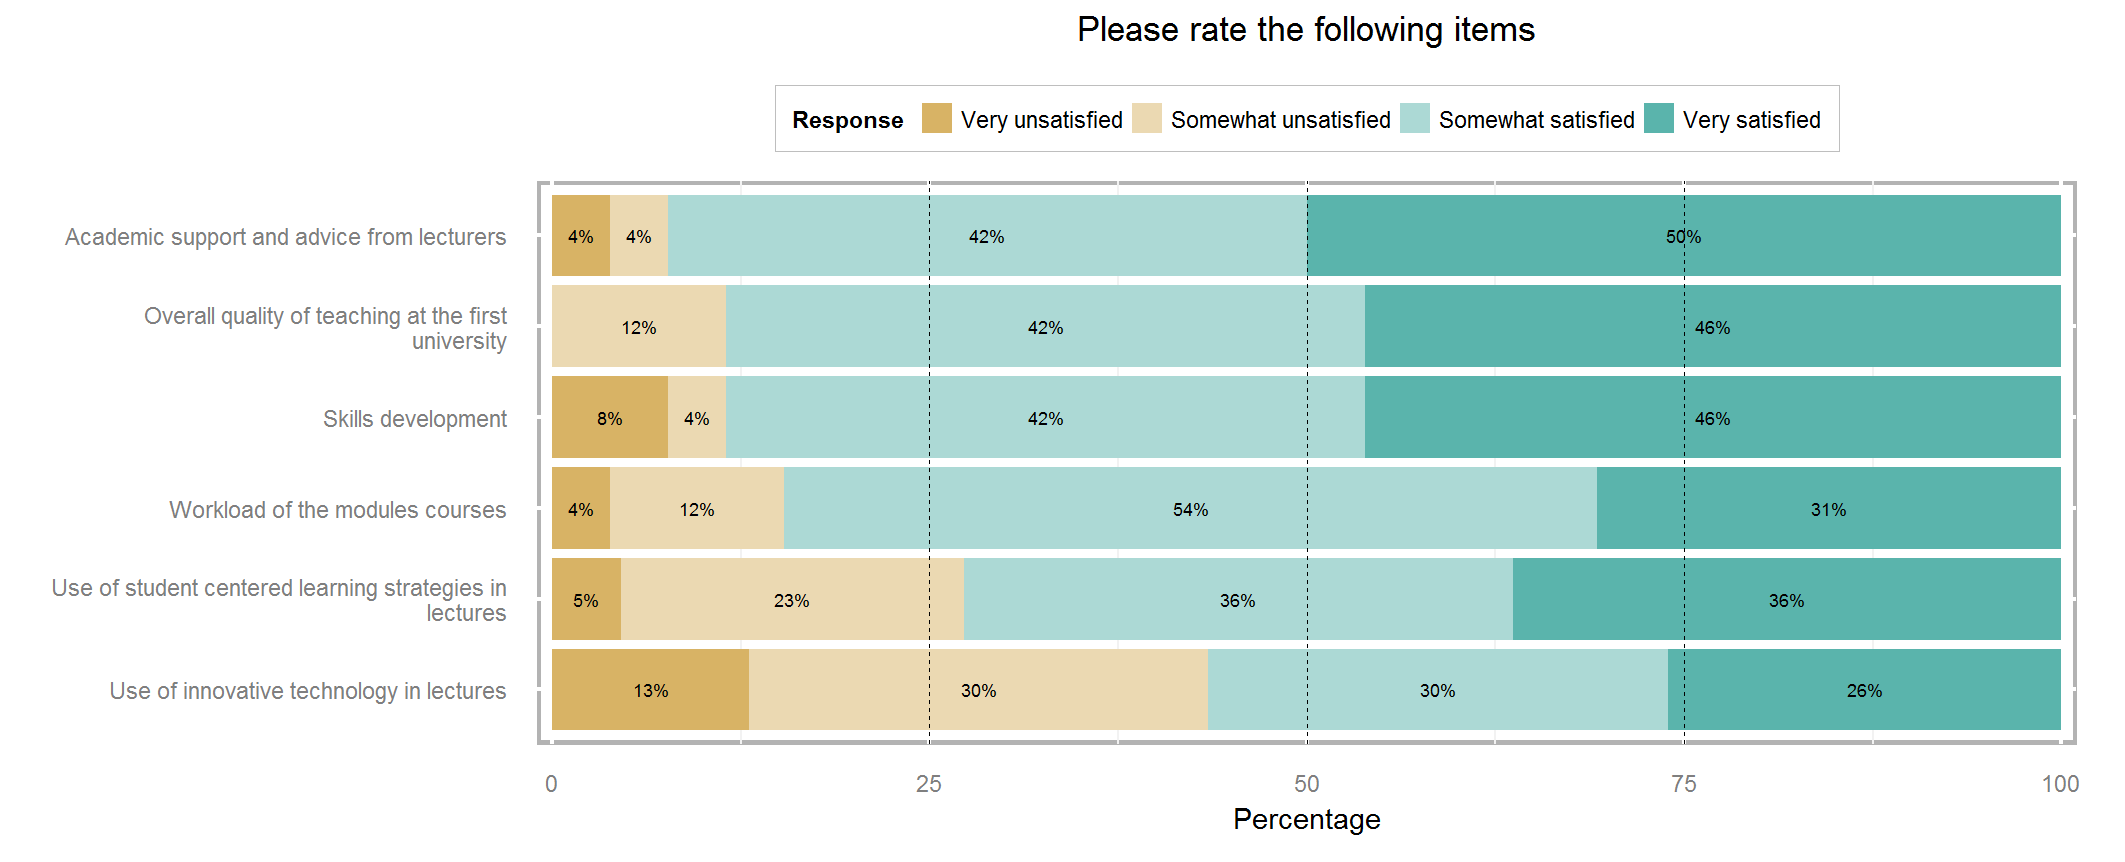 Please rate the following items
Response Very unsatisfied Somewhat unsatisfied Somewhat satisfied Very satisfied
Academic support and advice from lecturers 4% 4% 42% 50%
Overall quality of teaching at the first
university
12% 42% 46%
Skills development 8% 4% 42% 46%
Workload of the modules courses 4% 12% 54% 31%
Use of student centered learning strategies in
lectures
5% 23% 36% 36%
Use of innovative technology in lectures 13% 30% 30% 26%
0 25 50 75 100
Percentage